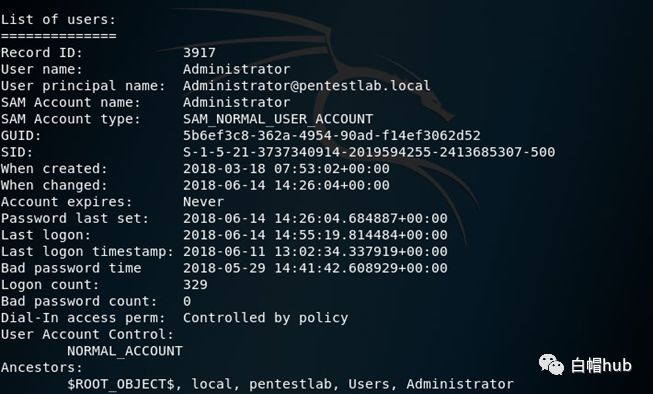 List of users:
==============
Record ID:            3917
User name:            Administrator
User principal name:  Administrator@pentestlab.local
SAM Account name:     Administrator
SAM Account type:     SAM_NORMAL_USER_ACCOUNT
GUID:                 5b6ef3c8-362a-4954-90ad-f14ef3062d52
SID:                  S-1-5-21-3737340914-2019594255-2413685307-500
When created:         2018-03-18 07:53:02+00:00
When changed:         2018-06-14 14:26:04+00:00
Account expires:      Never
Password last set:    2018-06-14 14:26:04.684887+00:00
Last logon:           2018-06-14 14:55:19.814484+00:00
Last logon timestamp: 2018-06-11 13:02:34.337919+00:00
Bad password time     2018-05-29 14:41:42.608929+00:00
Logon count:          329
Bad password count:   0
Dial-In access perm:  Controlled by policy
User Account Control:
        NORMAL_ACCOUNT
Ancestors:
        $ROOT_OBJECT$, local, pentestlab, Users, Administrator
白帽hub